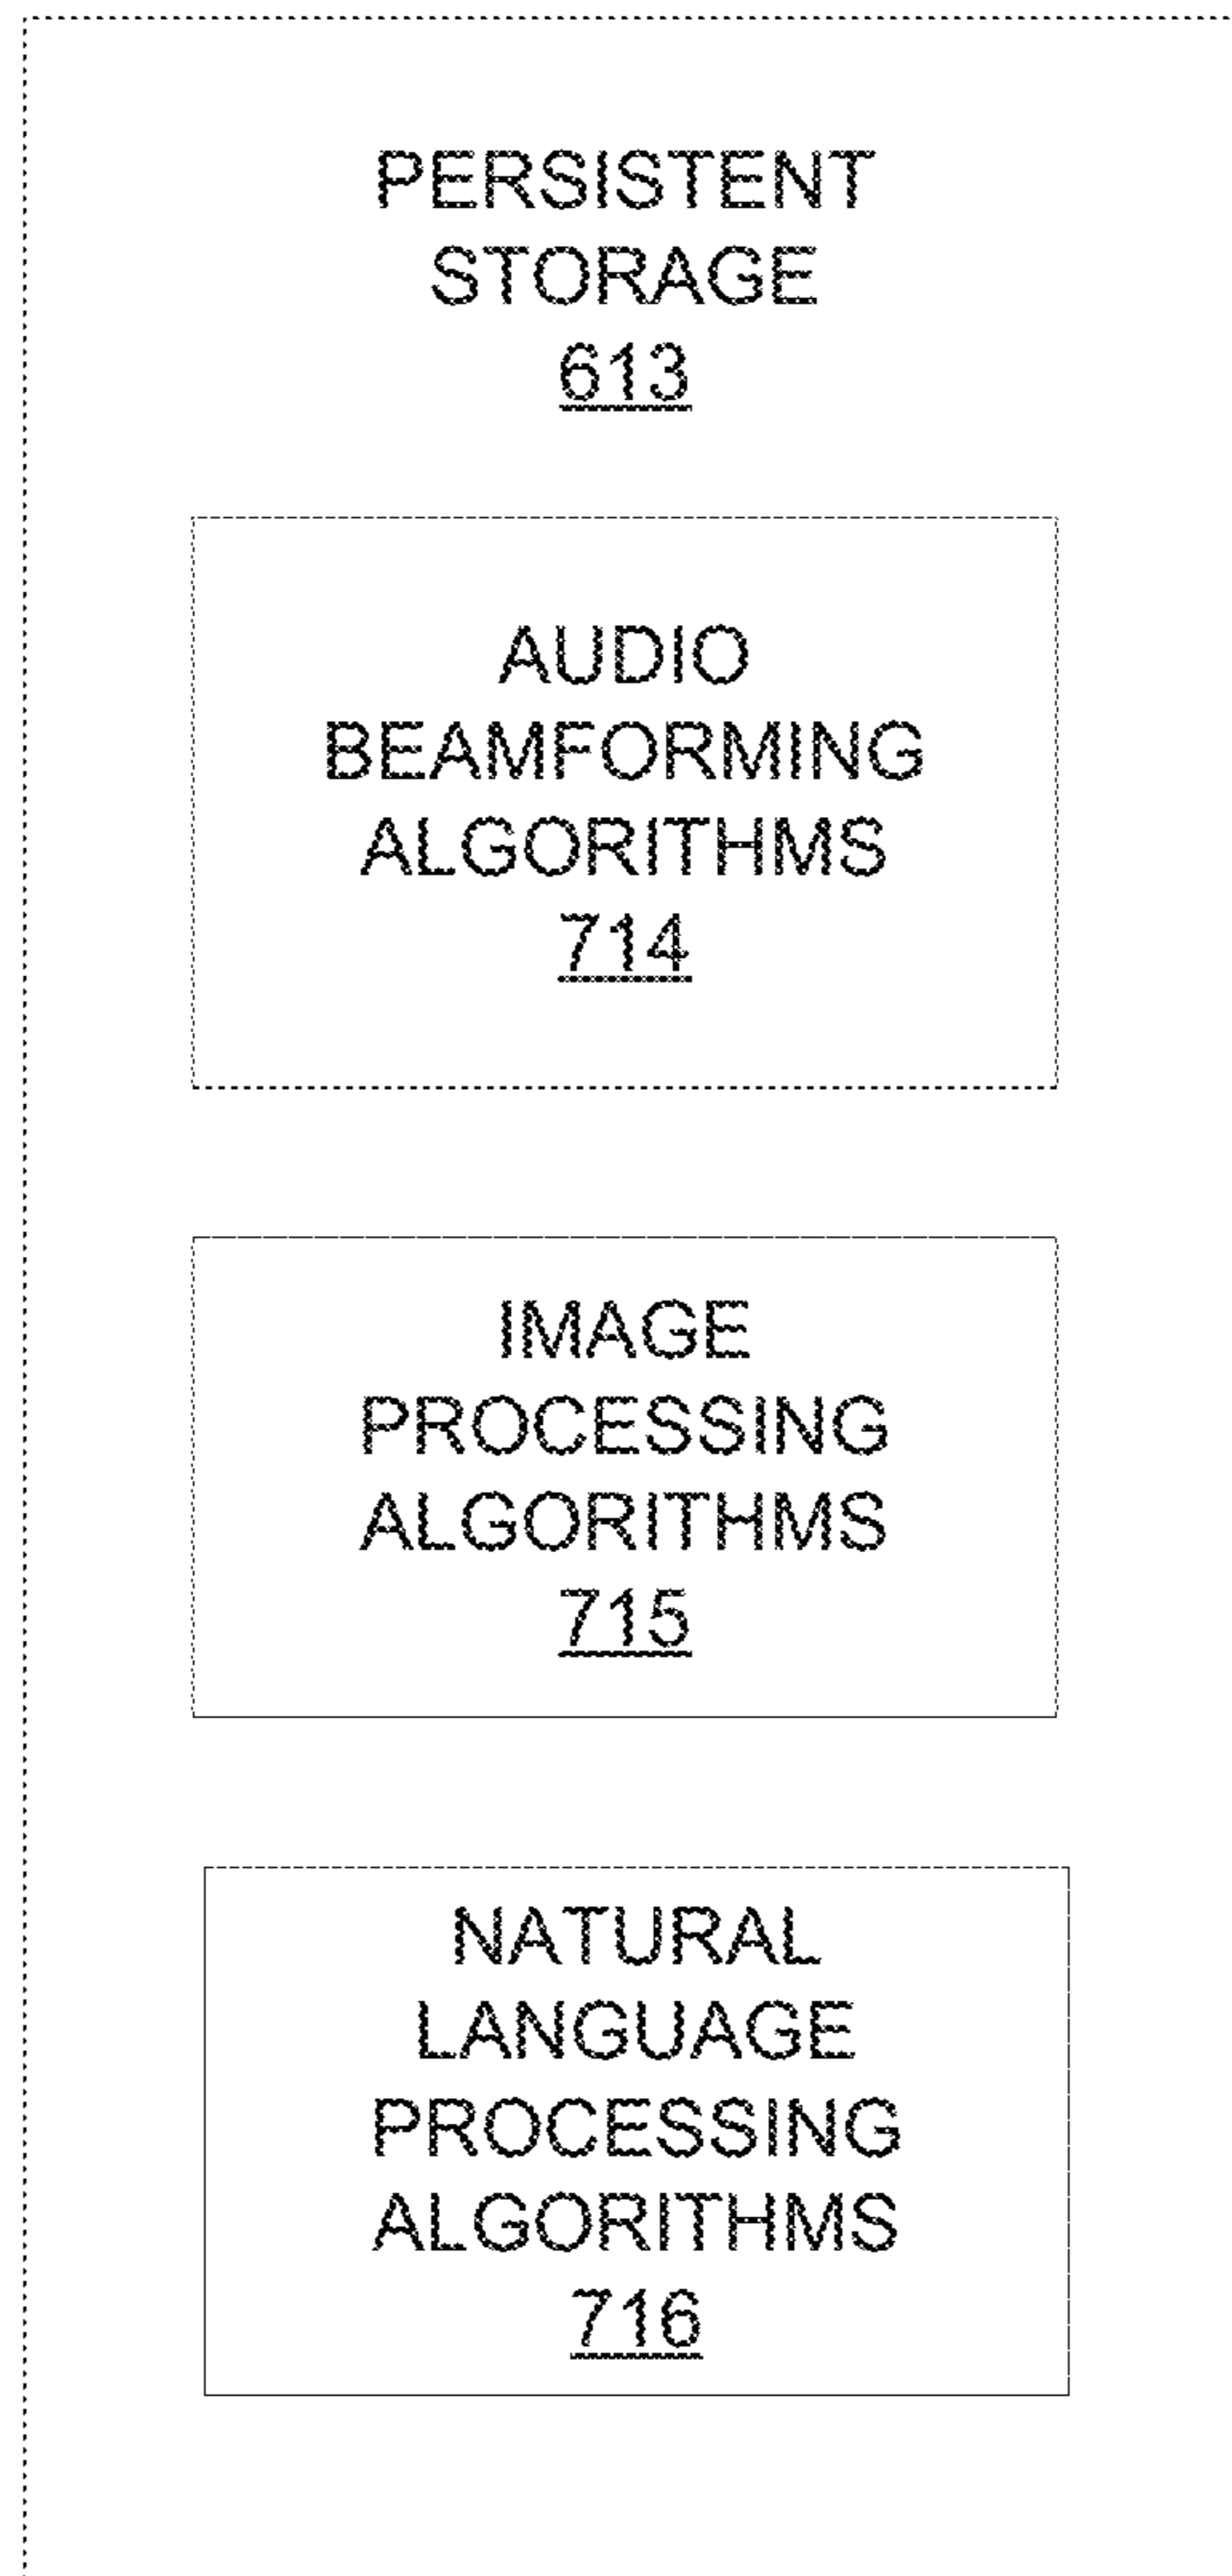 PERSISTENT
STORAGE
613
AUDIO
BEAMFORMING
ALGORITHMS
714
IMAGE
PROCESSING
ALGORITHMS
715
NATURAL
LANGUAGE
PROCESSING
ALGORITHMS
716